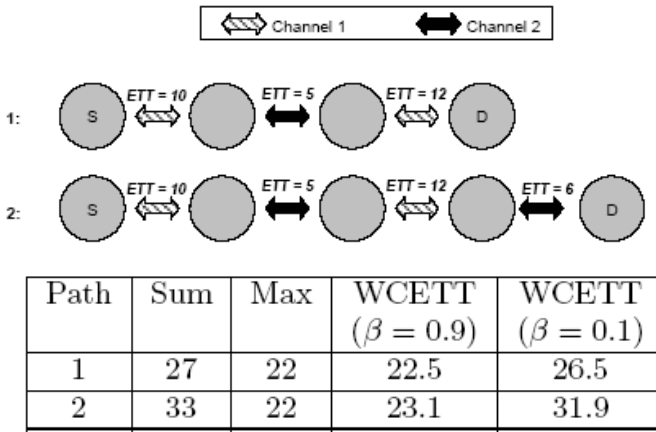 Channel 1 Channel 2
ETT = 10 ETT = 5 ETT = 12
1: S D
ETT = 10 ETT = 5 ETT = 12 ETT = 6
2: S D
Path Sum Max WCETT WCETT
(β = 0.9) (β = 0.1)
1 27 22 22.5 26.5
2 33 22 23.1 31.9